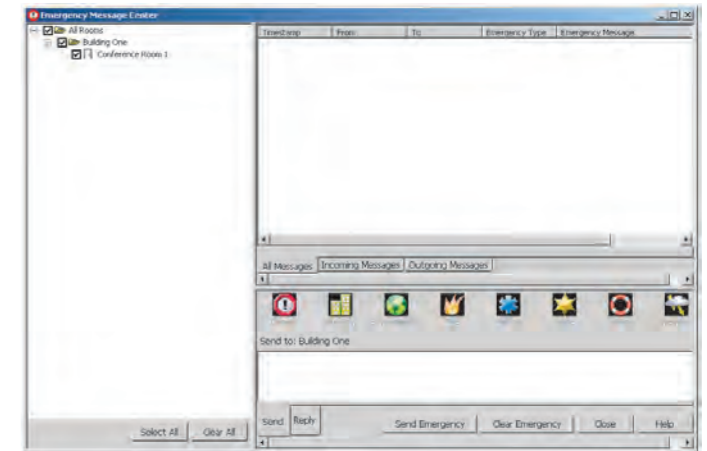 Emergency Message Center
All Rooms
Building One
Conference Room 1
Timestamp From To Emergency Type Emergency Message
All Messages Incoming Messages Outgoing Messages
Send to: Building One
Send Reply
Send Emergency Clear Emergency Close Help
Select All Clear All